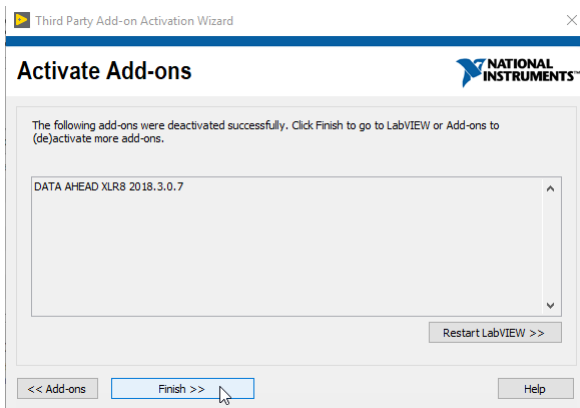 Third Party Add-on Activation Wizard
Activate Add-ons
NATIONAL
INSTRUMENTS™
The following add-ons were deactivated successfully. Click Finish to go to LabVIEW or Add-ons to
(de)activate more add-ons.
DATA AHEAD XLR8 2018.3.0.7
Restart LabVIEW >>
<< Add-ons
Finish >>
Help